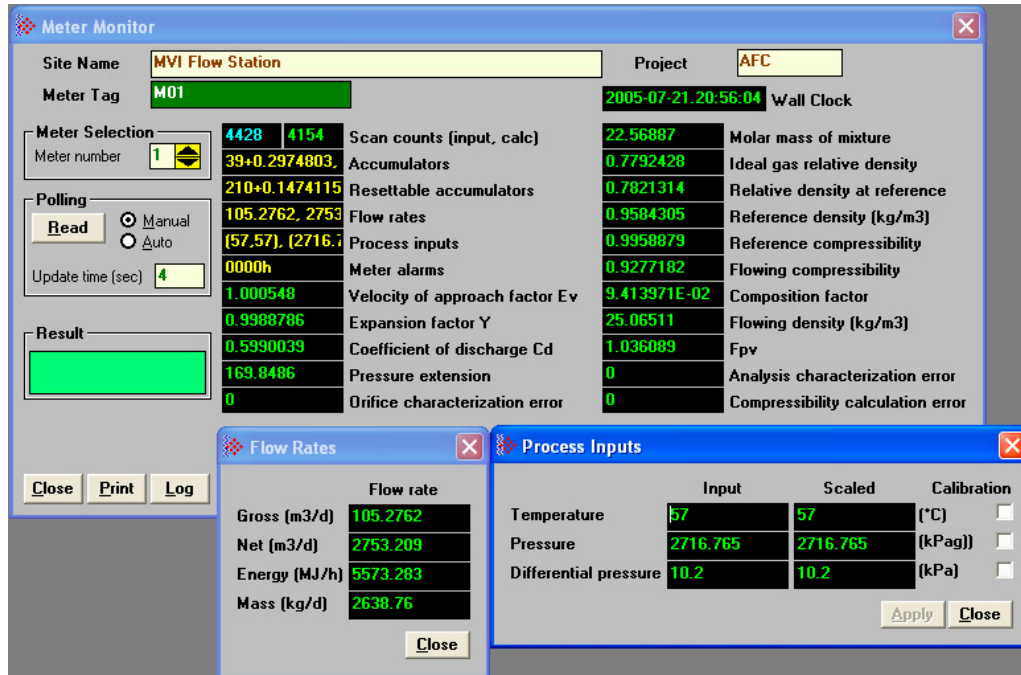 Meter Monitor
Site Name MVI Flow Station Project AFC
Meter Tag M01 2005-07-21.20:56:04 Wall Clock
Meter Selection
Meter number 1
Polling
Read Manual
Auto
Update time (sec) 4
Result
4428 4154 Scan counts (input, calc)
39+0.2974803, Accumulators
210+0.1474115 Resettable accumulators
105.2762, 2753 Flow rates
(57,57), (2716.7 Process inputs
0000h Meter alarms
1.000548 Velocity of approach factor Ev
0.9988786 Expansion factor Y
0.5990039 Coefficient of discharge Cd
169.8486 Pressure extension
0 Orifice characterization error
22.56887 Molar mass of mixture
0.7792428 Ideal gas relative density
0.7821314 Relative density at reference
0.9584305 Reference density (kg/m3)
0.9958879 Reference compressibility
0.9277182 Flowing compressibility
9.413971E-02 Composition factor
25.06511 Flowing density (kg/m3)
1.036089 Fpv
0 Analysis characterization error
0 Compressibility calculation error
Close Print Log
Flow Rates
Flow rate
Gross (m3/d) 105.2762
Net (m3/d) 2753.209
Energy (MJ/h) 5573.283
Mass (kg/d) 2638.76
Close
Process Inputs
Input Scaled Calibration
Temperature 57 57 (°C)
Pressure 2716.765 2716.765 (kPag))
Differential pressure 10.2 10.2 (kPa)
Apply Close